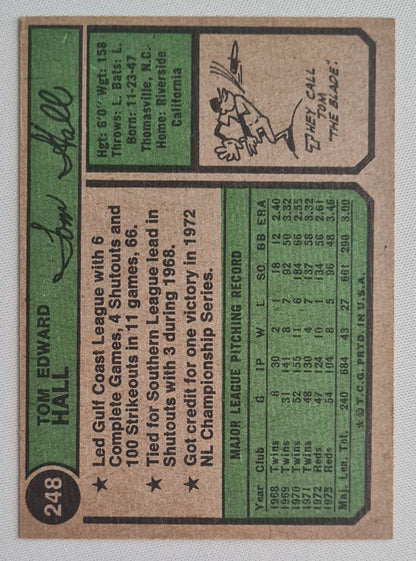 248
TOM EDWARD
HALL
Tom Hall
★ Led Gulf Coast League with 6
Complete Games, 4 Shutouts and
100 Strikeouts in 11 games, 66.
★ Tied for Southern League lead in
Shutouts with 3 during 1968.
★ Got credit for one victory in 1972
NL Championship Series.
Hgt: 6'0" Wgt: 158
Throws: L. Bats: L.
Born: 11-23-47
Thomasville, N.C.
Home: Riverside
California
MAJOR LEAGUE PITCHING RECORD
Year Club G IP W L SO BB ERA
1968 Twins 8 30 2 1 18 12 2.40
1969 Twins 31 141 8 7 92 50 3.32
1970 Twins 52 155 11 6 184 66 2.55
1971 Twins 48 130 4 7 137 58 3.32
1972 Reds 47 124 10 1 134 56 2.61
1973 Reds 54 104 8 5 96 48 3.46
Maj. Lea. Tot. 240 684 43 27 661 290 3.00
★ © T.C.G. PRTD. IN U.S.A.
THEY CALL
TOM
"THE BLADE."